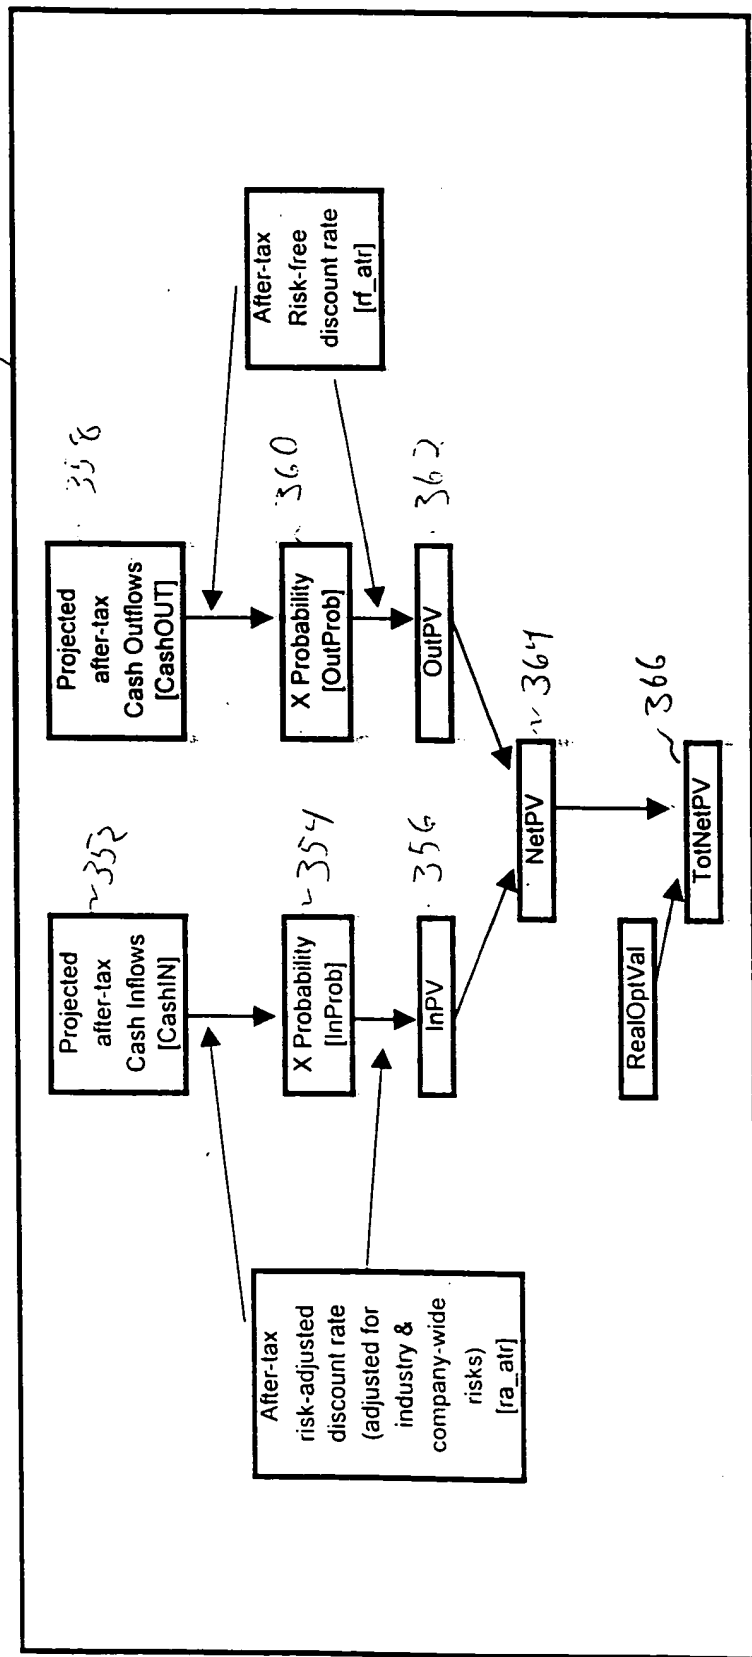 Projected
after-tax
Cash Inflows
[CashIN]
~352
Projected
after-tax
Cash Outflows
[CashOUT]
358
After-tax
risk-adjusted
discount rate
(adjusted for
industry &
company-wide
risks)
[ra_atr]
X Probability
[InProb]
~354
X Probability
[OutProb]
360
After-tax
Risk-free
discount rate
[rf_atr]
InPV
356
OutPV
362
NetPV
~364
RealOptVal
TotNetPV
366